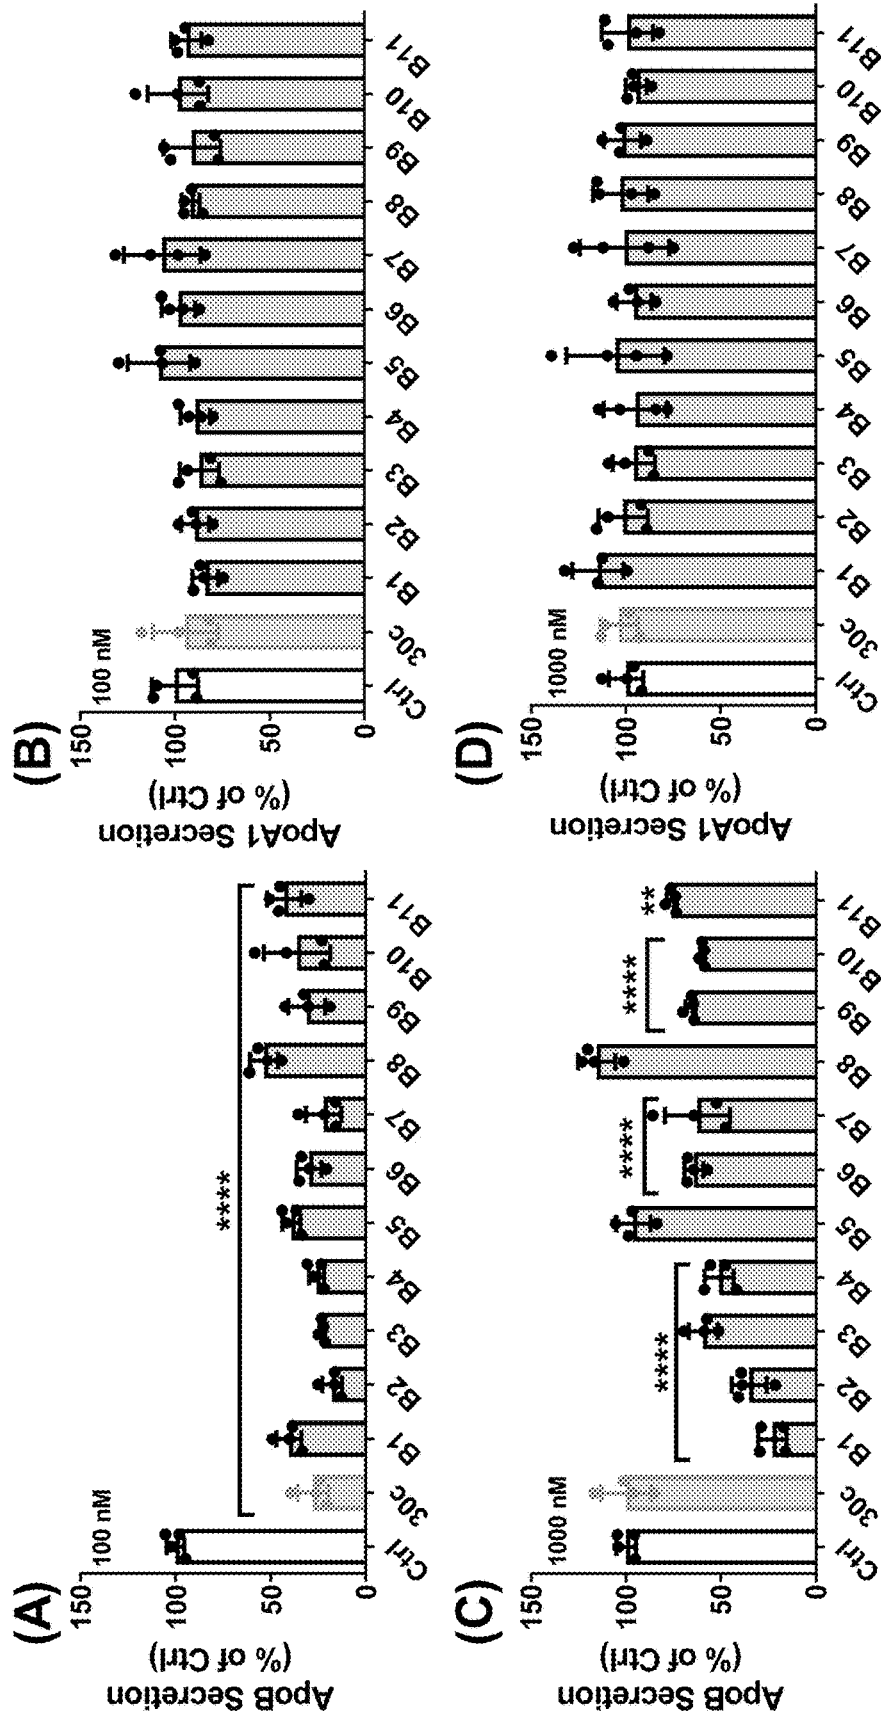 (A)
ApoB Secretion
(% of Ctrl)
150
100
50
0
100 nM
****
Ctrl 30c B1 B2 B3 B4 B5 B6 B7 B8 B9 B10 B11
(B)
ApoA1 Secretion
(% of Ctrl)
150
100
50
0
100 nM
Ctrl 30c B1 B2 B3 B4 B5 B6 B7 B8 B9 B10 B11
(C)
ApoB Secretion
(% of Ctrl)
150
100
50
0
1000 nM
**** **** **** **
Ctrl 30c B1 B2 B3 B4 B5 B6 B7 B8 B9 B10 B11
(D)
ApoA1 Secretion
(% of Ctrl)
150
100
50
0
1000 nM
Ctrl 30c B1 B2 B3 B4 B5 B6 B7 B8 B9 B10 B11